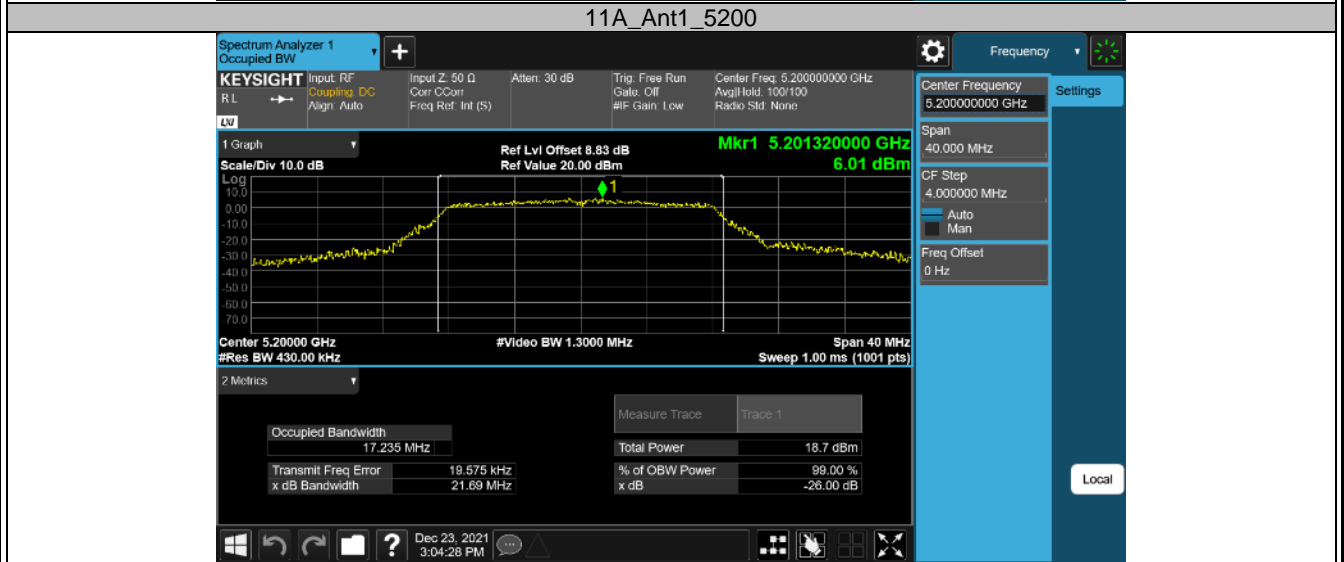 11A_Ant1_5200
Spectrum Analyzer 1
Occupied BW
+
Frequency
KEYSIGHT
R L
LXI
Input: RF
Coupling: DC
Align: Auto
Input Z: 50 Ω
Corr CCorr
Freq Ref: Int (S)
Atten: 30 dB
Trig: Free Run
Gate: Off
#IF Gain: Low
Center Freq: 5.200000000 GHz
Avg|Hold: 100/100
Radio Std: None
Center Frequency
5.200000000 GHz
Settings
Span
40.000 MHz
CF Step
4.000000 MHz
Auto
Man
Freq Offset
0 Hz
1 Graph
Scale/Div 10.0 dB
Ref Lvl Offset 8.83 dB
Ref Value 20.00 dBm
Mkr1 5.201320000 GHz
6.01 dBm
Log
10.0
0.00
-10.0
-20.0
-30.0
-40.0
-50.0
-60.0
70.0
1
Center 5.20000 GHz
#Res BW 430.00 kHz
#Video BW 1.3000 MHz
Span 40 MHz
Sweep 1.00 ms (1001 pts)
2 Metrics
Measure Trace Trace 1
Occupied Bandwidth
17.235 MHz
Total Power 18.7 dBm
Transmit Freq Error 19.575 kHz
% of OBW Power 99.00 %
x dB Bandwidth 21.69 MHz
x dB -26.00 dB
Local
?
Dec 23, 2021
3:04:28 PM